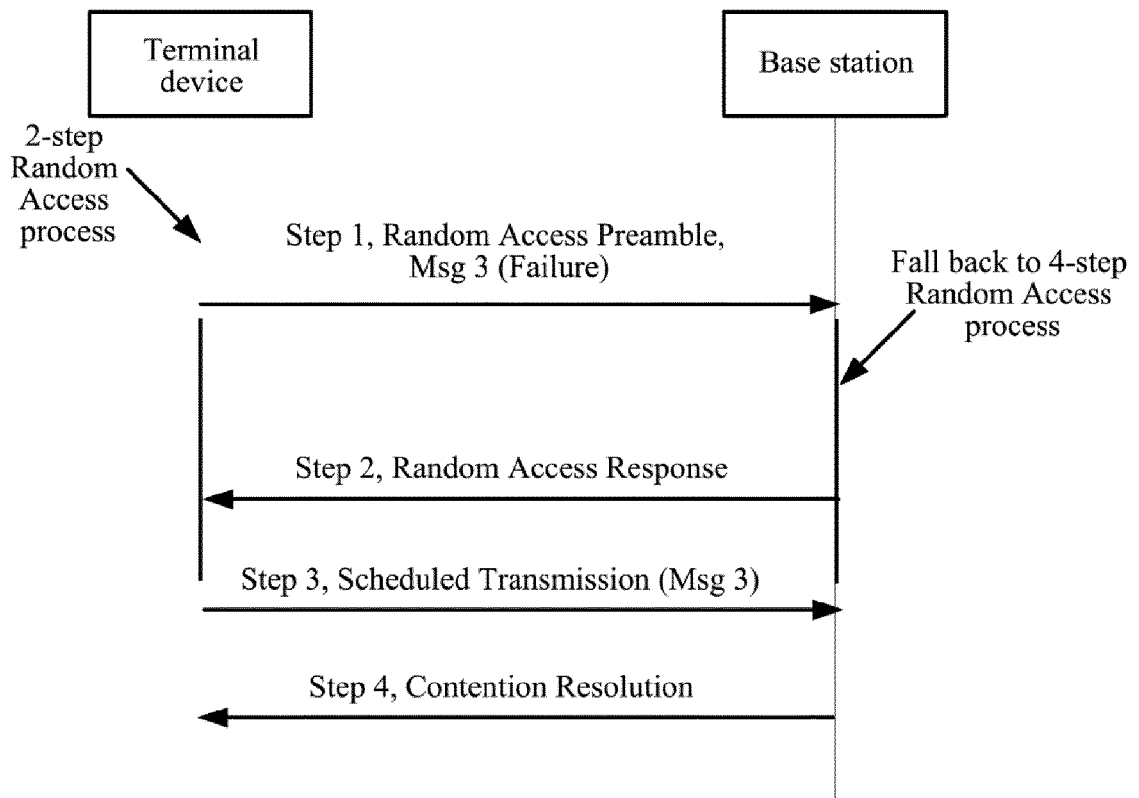 Terminal
device
Base station
2-step
Random
Access
process
Step 1, Random Access Preamble,
Msg 3 (Failure)
Fall back to 4-step
Random Access
process
Step 2, Random Access Response
Step 3, Scheduled Transmission (Msg 3)
Step 4, Contention Resolution